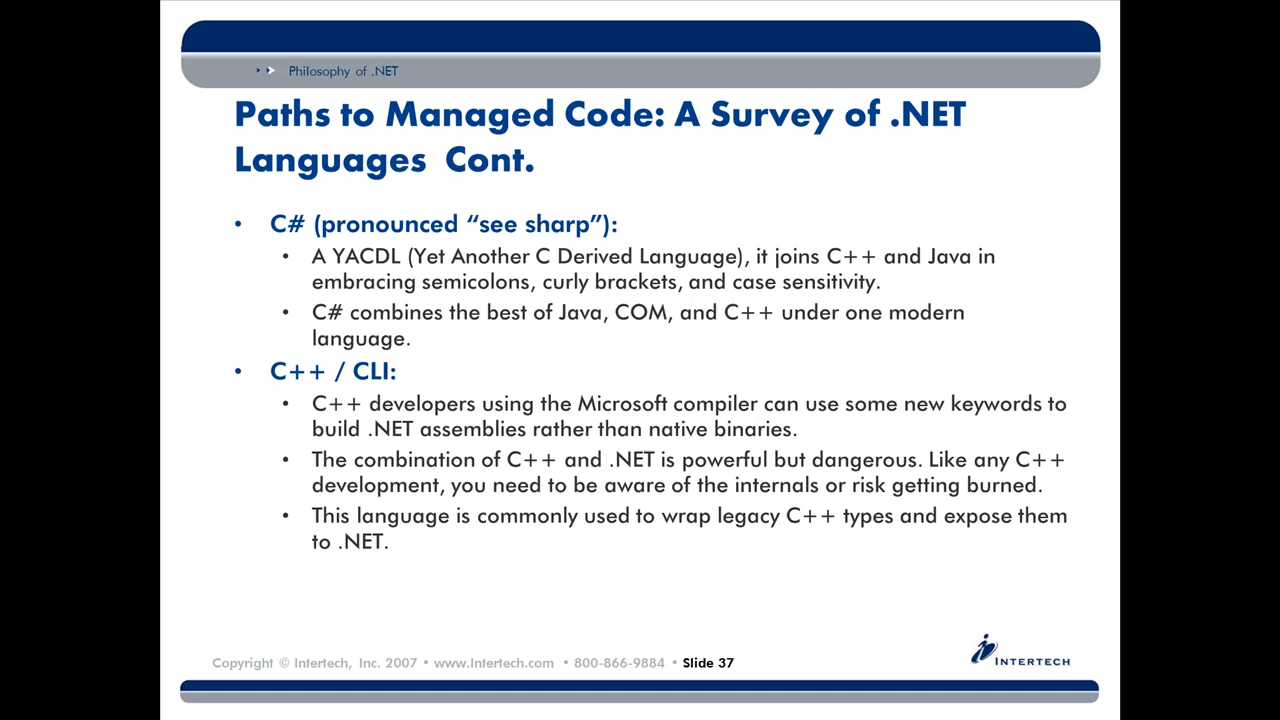 Philosophy of .NET
Paths to Managed Code: A Survey of .NET
Languages Cont.
• C# (pronounced “see sharp”):
• A YACDL (Yet Another C Derived Language), it joins C++ and Java in
embracing semicolons, curly brackets, and case sensitivity.
• C# combines the best of Java, COM, and C++ under one modern
language.
• C++ / CLI:
• C++ developers using the Microsoft compiler can use some new keywords to
build .NET assemblies rather than native binaries.
• The combination of C++ and .NET is powerful but dangerous. Like any C++
development, you need to be aware of the internals or risk getting burned.
• This language is commonly used to wrap legacy C++ types and expose them
to .NET.
Copyright © Intertech, Inc. 2007 • www.Intertech.com • 800-866-9884 • Slide 37
INTERTECH